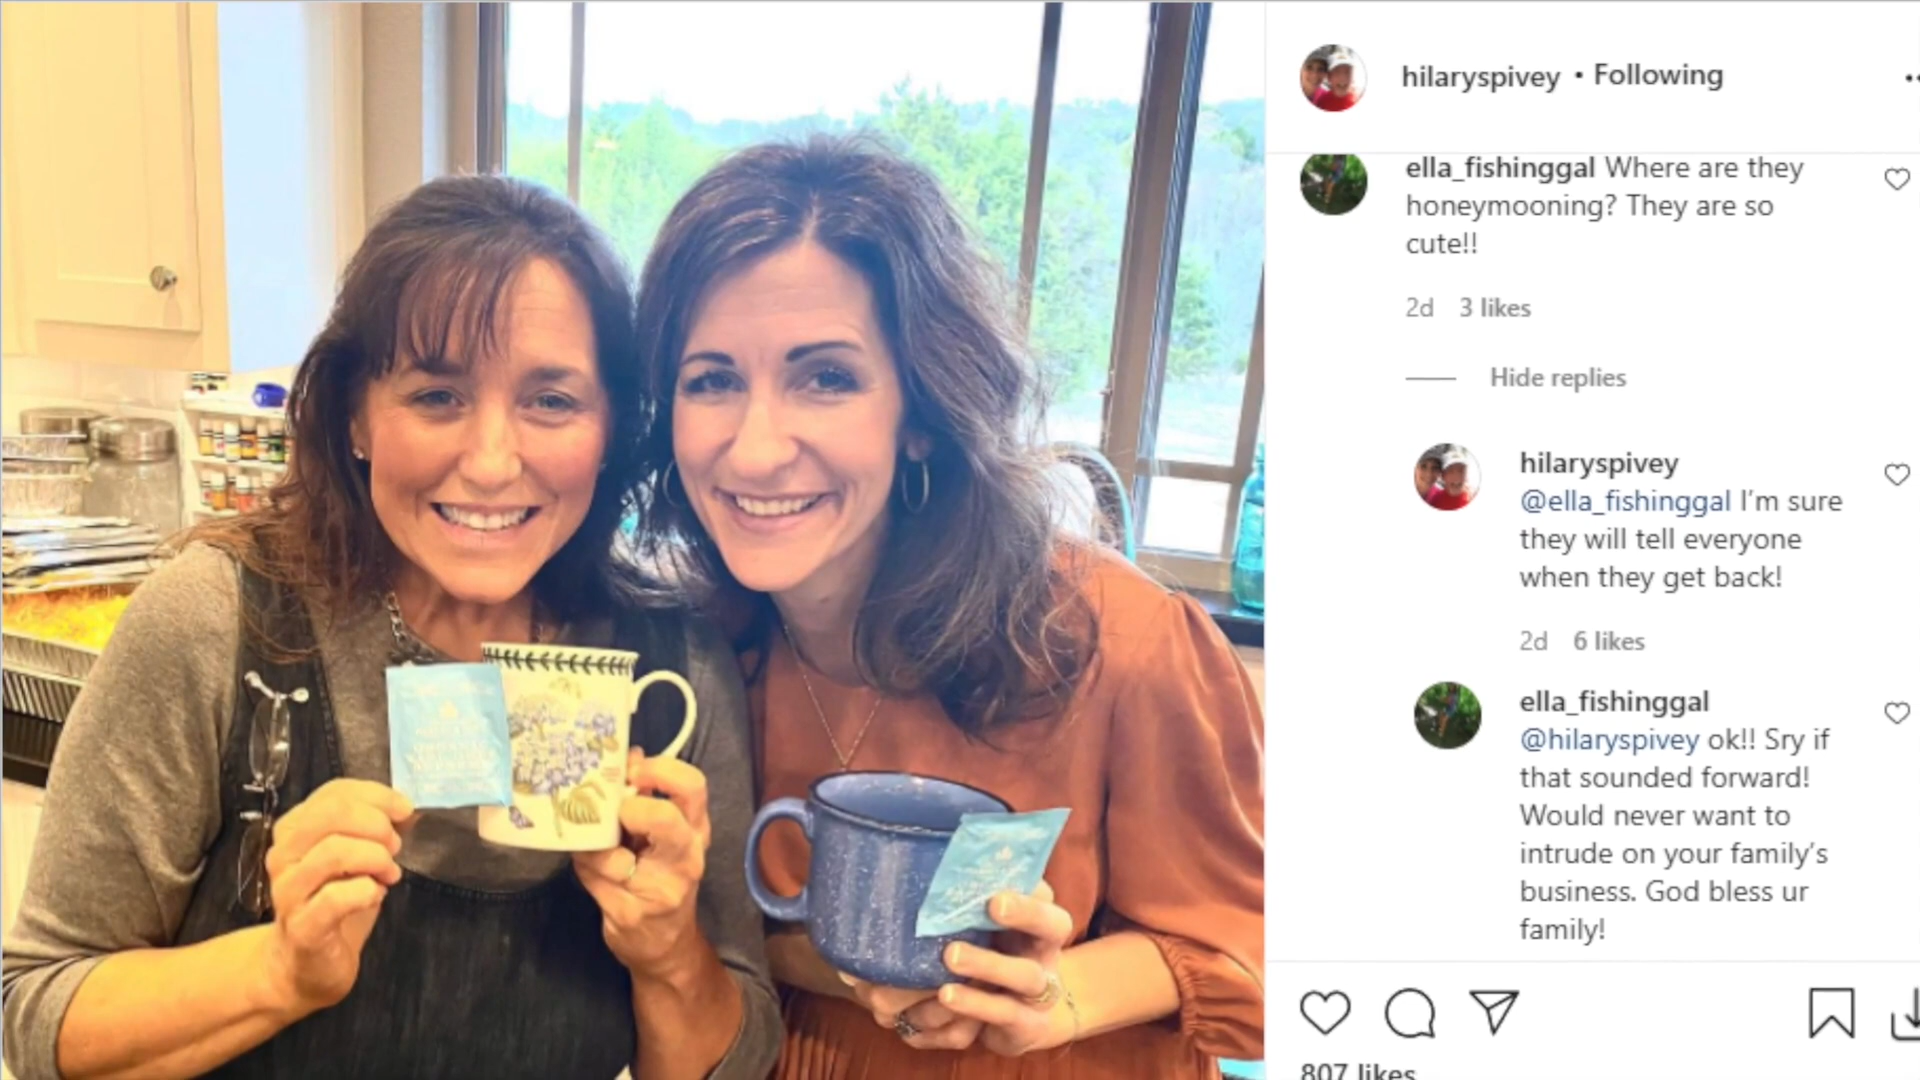 hilaryspivey • Following
ella_fishinggal Where are they
honeymooning? They are so
cute!!
2d 3 likes
Hide replies
hilaryspivey
@ella_fishinggal I’m sure
they will tell everyone
when they get back!
2d 6 likes
ella_fishinggal
@hilaryspivey ok!! Sry if
that sounded forward!
Would never want to
intrude on your family’s
business. God bless ur
family!
807 likes